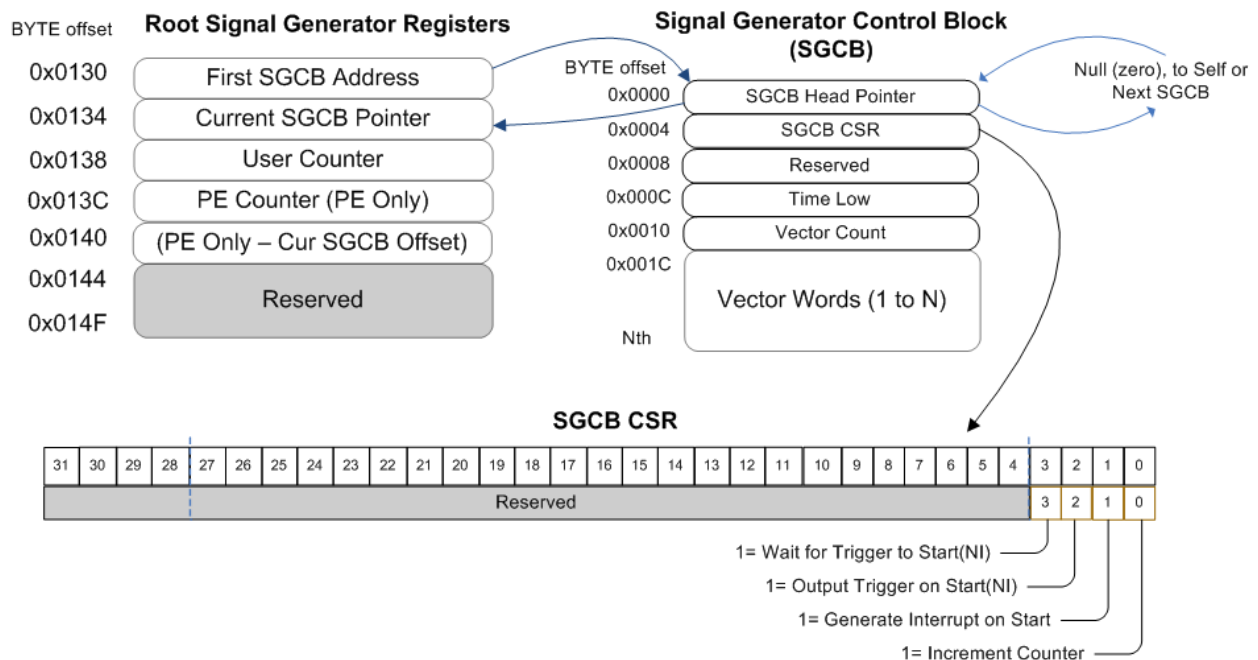 Root Signal Generator Registers
BYTE offset
0x0130
First SGCB Address
0x0134
Current SGCB Pointer
0x0138
User Counter
0x013C
PE Counter (PE Only)
0x0140
(PE Only – Cur SGCB Offset)
0x0144
Reserved
0x014F
Signal Generator Control Block
(SGCB)
BYTE offset
0x0000
SGCB Head Pointer
0x0004
SGCB CSR
0x0008
Reserved
0x000C
Time Low
0x0010
Vector Count
0x001C
Vector Words (1 to N)
Nth
Null (zero), to Self or
Next SGCB
SGCB CSR
31 30 29 28 27 26 25 24 23 22 21 20 19 18 17 16 15 14 13 12 11 10 9 8 7 6 5 4 3 2 1 0
Reserved 3 2 1 0
1= Wait for Trigger to Start(NI)
1= Output Trigger on Start(NI)
1= Generate Interrupt on Start
1= Increment Counter